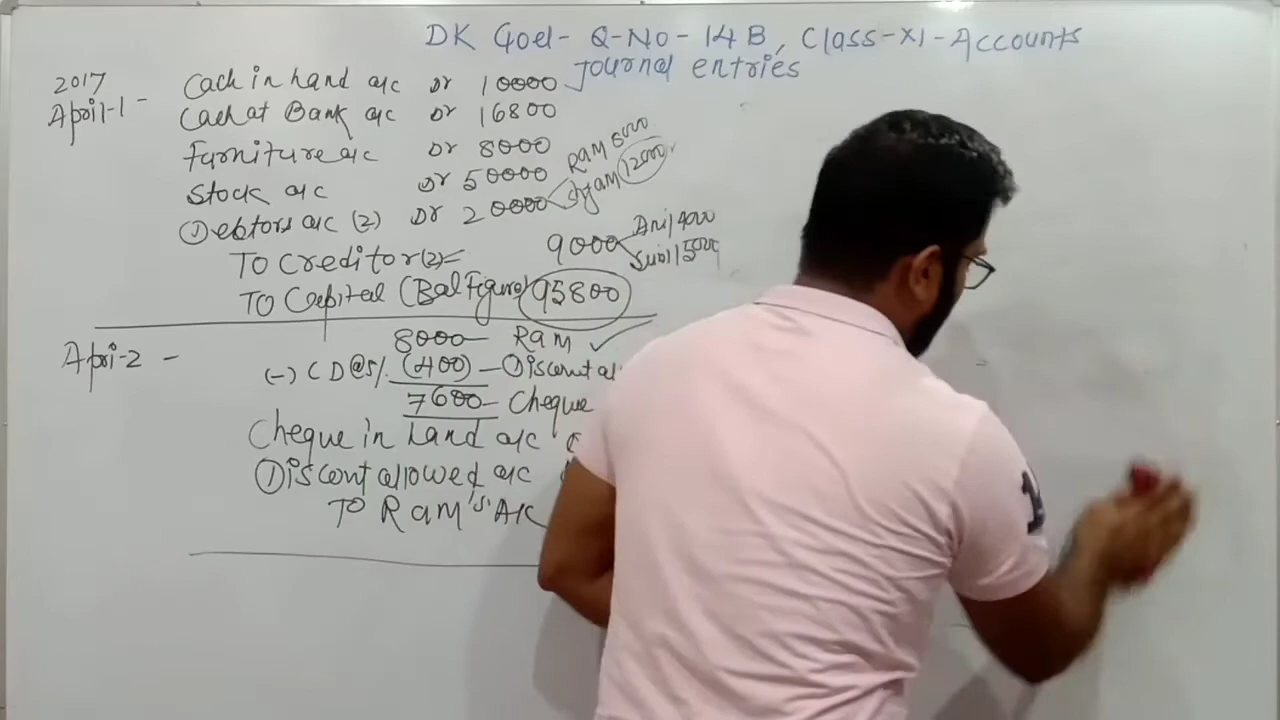 DK Goel- Q-No-14B, Class-XI-Accounts
Journal entries
2017
April-1 - Cash in hand a/c Dr 10000
Cash at Bank a/c Dr 16800
Furniture a/c Dr 8000
Stock a/c Dr 50000
Debtors a/c (2) Dr 20000 Ram 8000
Shyam 12000
To Creditor(2)= 9000 Anil 4000
Sunil 5000
To Capital (Bal Figure) 95800
Apri-2 - 8000 - Ram
(-) CD@5% (400) - Discount al
7600 - Cheque
Cheque in hand a/c
Discont allowed a/c
To Ram's A/c